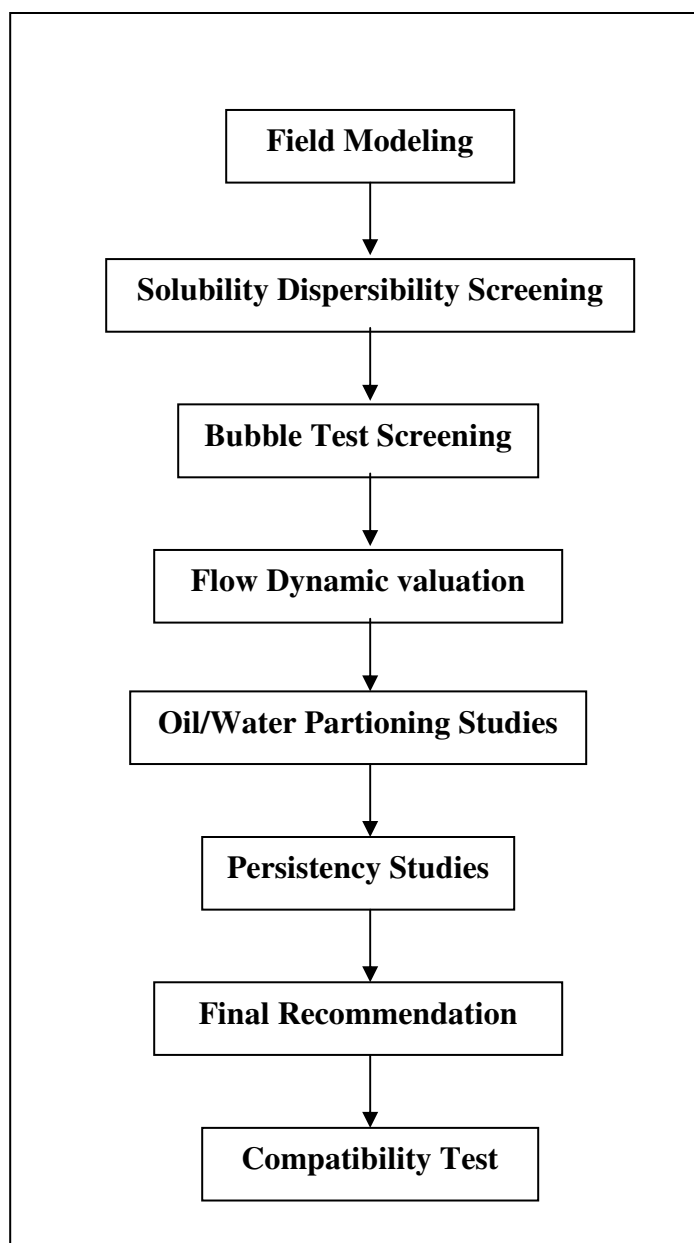 Field Modeling
Solubility Dispersibility Screening
Bubble Test Screening
Flow Dynamic valuation
Oil/Water Partioning Studies
Persistency Studies
Final Recommendation
Compatibility Test